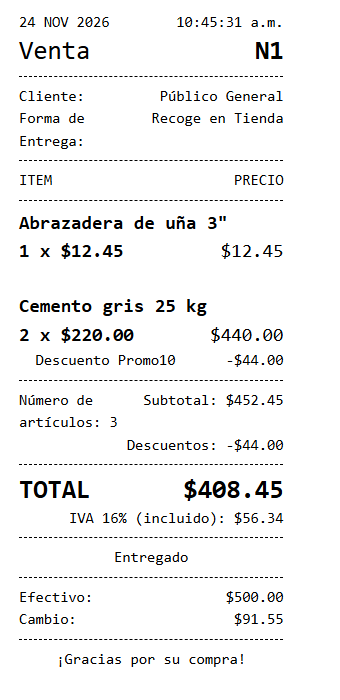 24 NOV 2026 10:45:31 a.m.
Venta N1
Cliente: Público General
Forma de Recoge en Tienda
Entrega:
ITEM PRECIO
Abrazadera de uña 3"
1 x $12.45 $12.45
Cemento gris 25 kg
2 x $220.00 $440.00
Descuento Promo10 -$44.00
Número de Subtotal: $452.45
artículos: 3
Descuentos: -$44.00
TOTAL $408.45
IVA 16% (incluido): $56.34
Entregado
Efectivo: $500.00
Cambio: $91.55
¡Gracias por su compra!